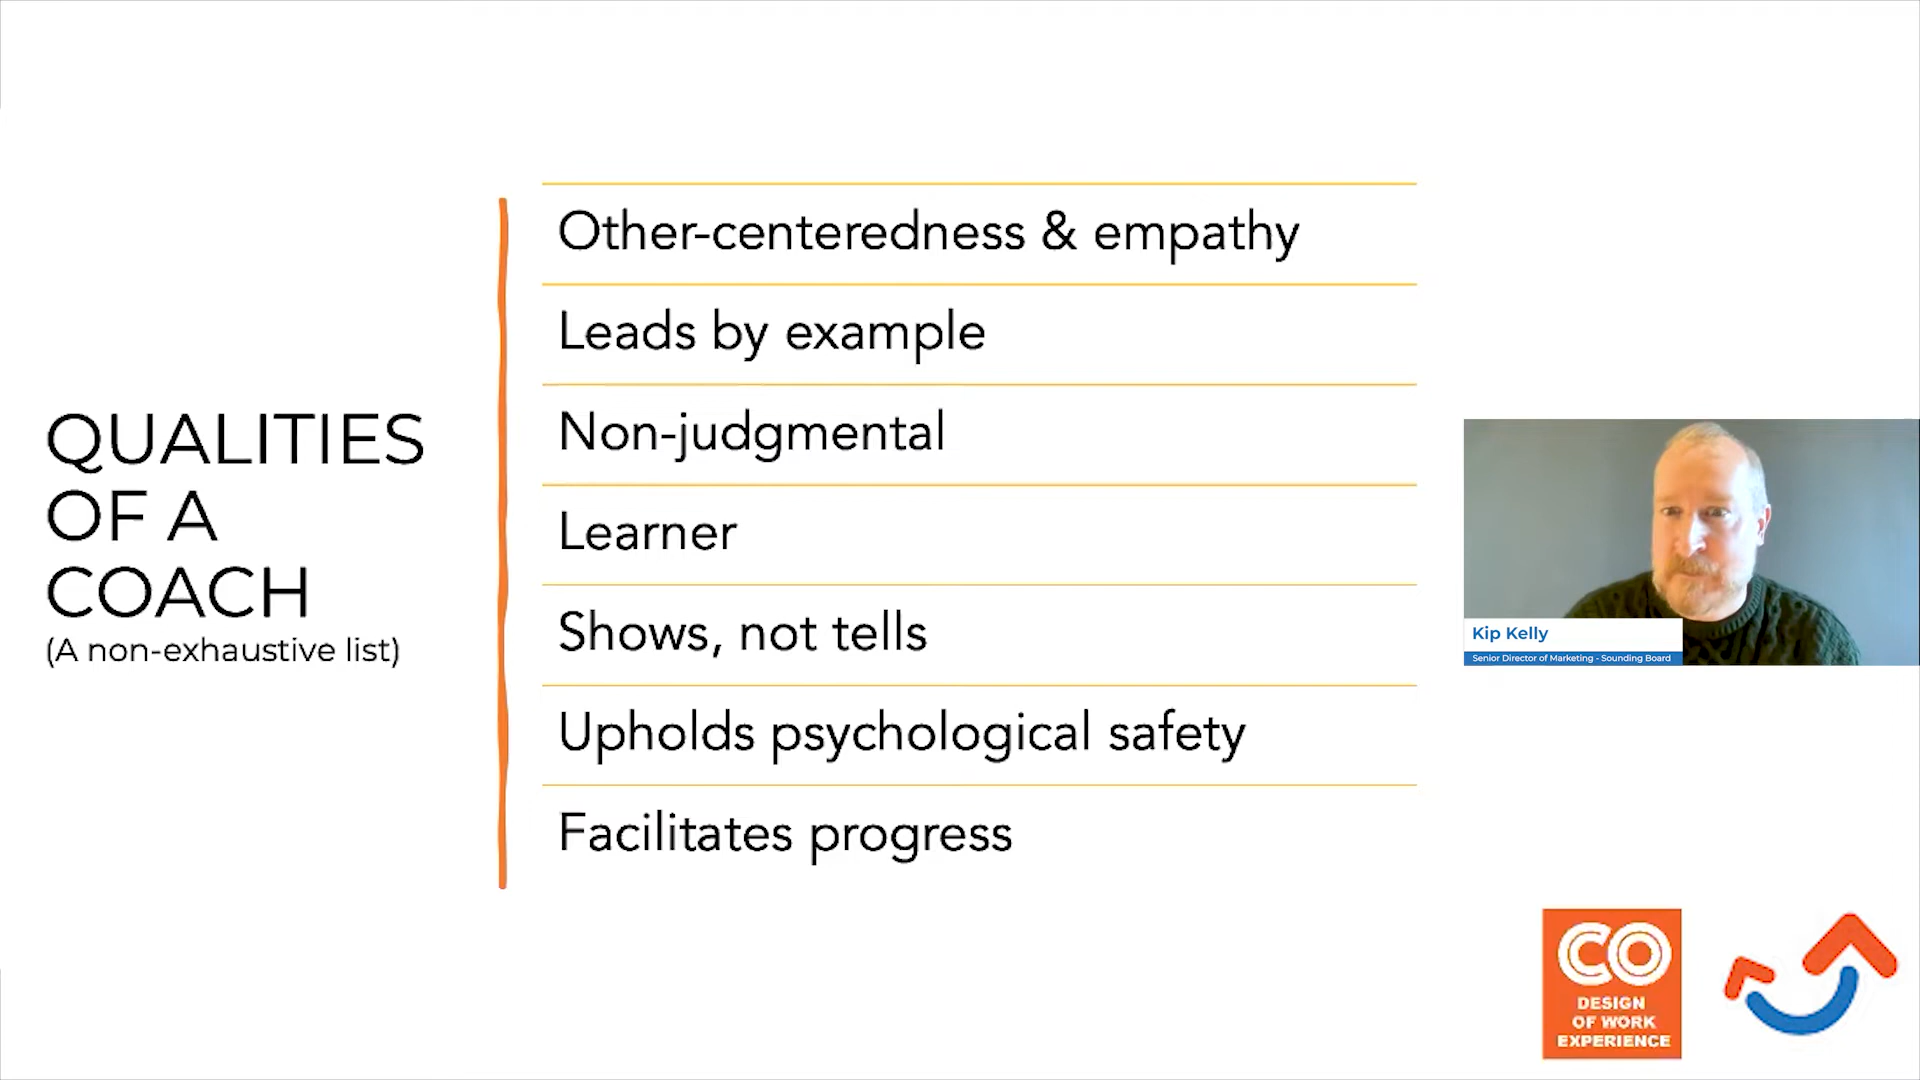 QUALITIES
OF A
COACH
(A non-exhaustive list)
Other-centeredness & empathy
Leads by example
Non-judgmental
Learner
Shows, not tells
Upholds psychological safety
Facilitates progress
Kip Kelly
Senior Director of Marketing - Sounding Board
CO
DESIGN
OF WORK
EXPERIENCE